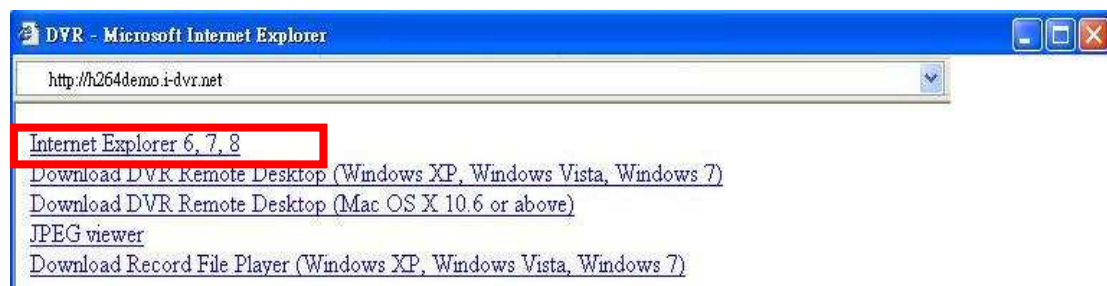 DVR - Microsoft Internet Explorer
http://h264demo.i-dvr.net
Internet Explorer 6, 7, 8
Download DVR Remote Desktop (Windows XP, Windows Vista, Windows 7)
Download DVR Remote Desktop (Mac OS X 10.6 or above)
JPEG viewer
Download Record File Player (Windows XP, Windows Vista, Windows 7)